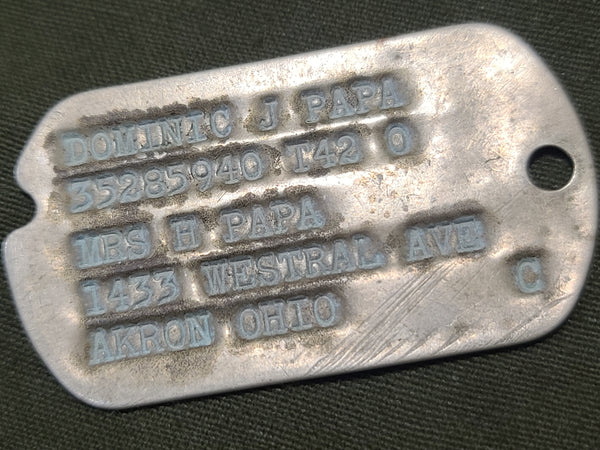 DOMINIC J PAPA
35285940 T42 O
MRS H PAPA
1433 WESTRAL AVE
AKRON OHIO C